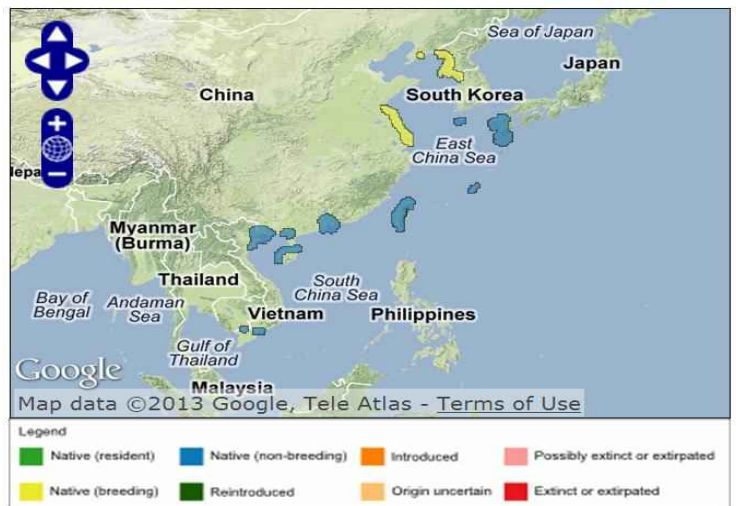 Sea of Japan
Japan
China
South Korea
East
China Sea
Nepa
Myanmar
(Burma)
Thailand
South
China Sea
Bay of
Bengal
Andaman
Sea
Vietnam
Philippines
Gulf of
Thailand
Malaysia
Google
Map data ©2013 Google, Tele Atlas - Terms of Use
Legend
Native (resident) Native (non-breeding) Introduced Possibly extinct or extirpated
Native (breeding) Reintroduced Origin uncertain Extinct or extirpated